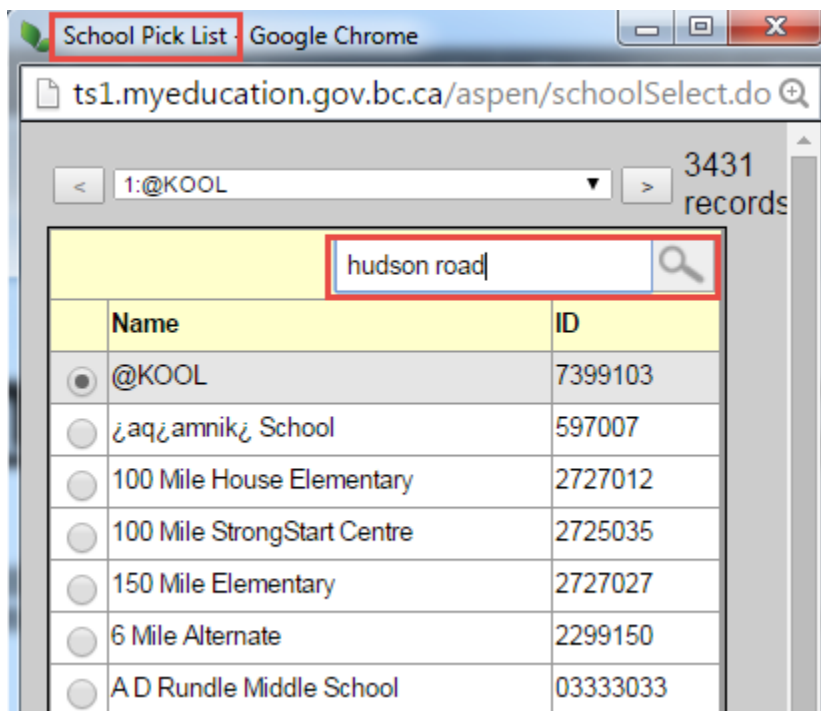 School Pick List - Google Chrome
ts1.myeducation.gov.bc.ca/aspen/schoolSelect.do
< 1:@KOOL > 3431
records
hudson road
Name ID
@KOOL 7399103
¿aq¿amnik¿ School 597007
100 Mile House Elementary 2727012
100 Mile StrongStart Centre 2725035
150 Mile Elementary 2727027
6 Mile Alternate 2299150
A D Rundle Middle School 03333033